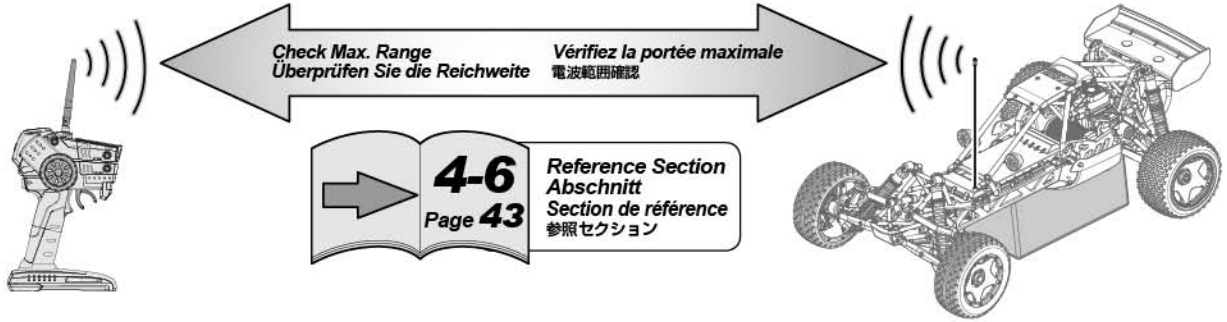 Check Max. Range
Überprüfen Sie die Reichweite
Vérifiez la portée maximale
電波範囲確認
4-6
Page 43
Reference Section
Abschnitt
Section de référence
参照セクション